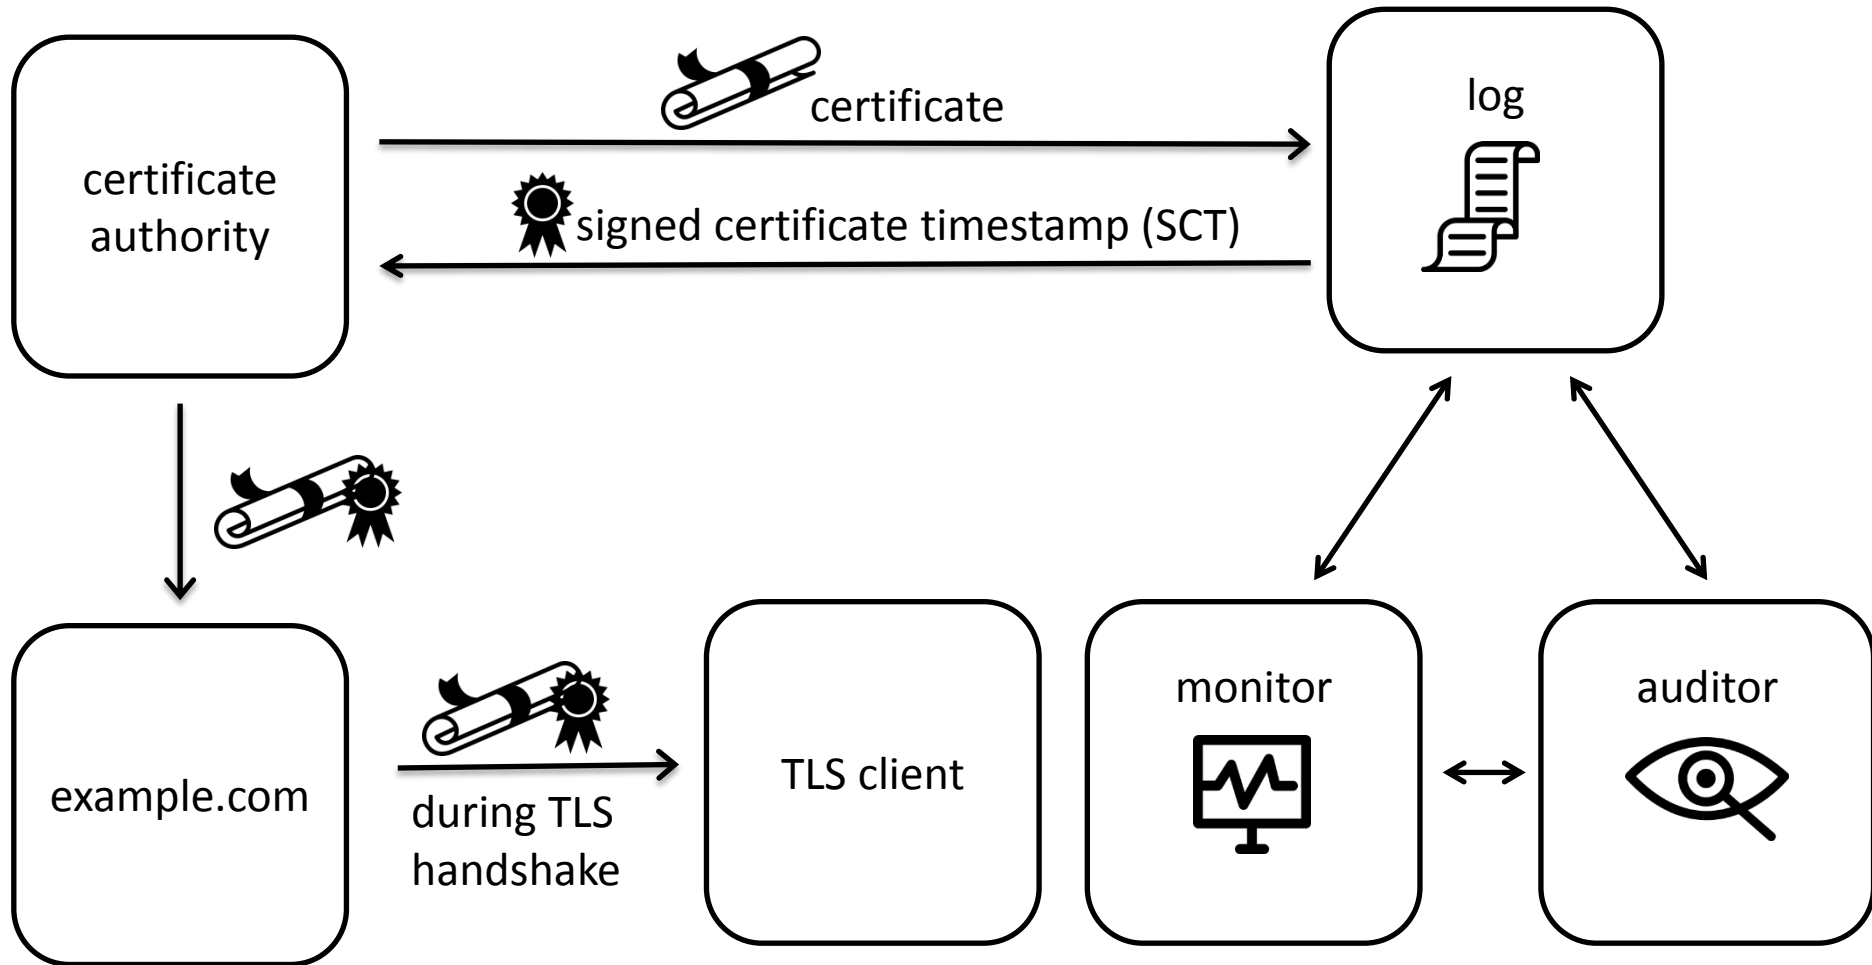 certificate
log
certificate
authority
signed certificate timestamp (SCT)
example.com
during TLS
handshake
TLS client
monitor
auditor